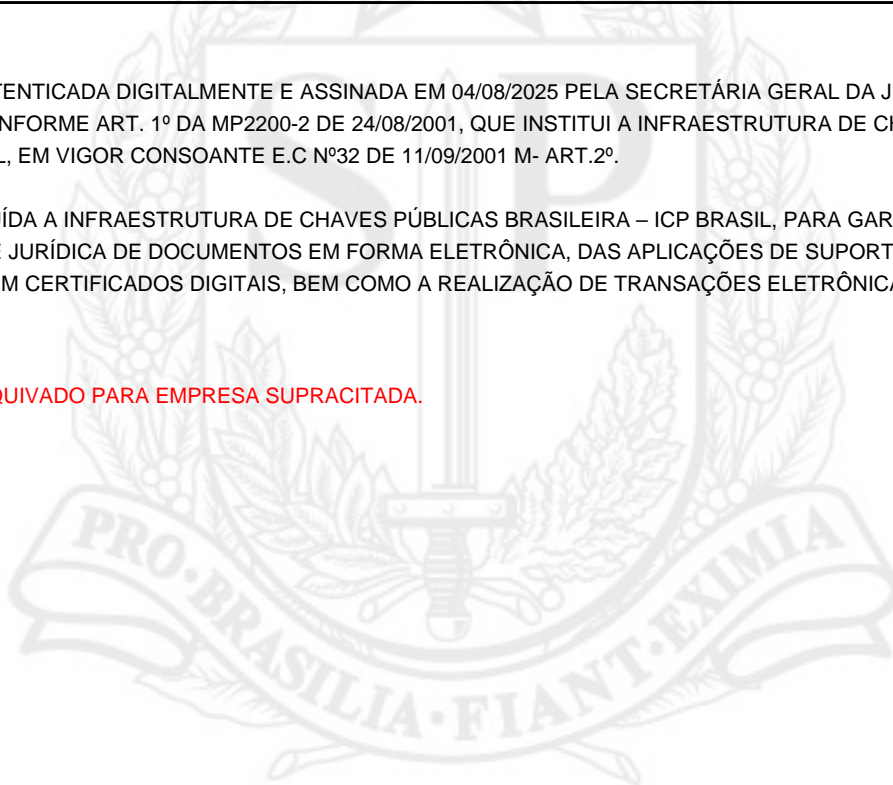 TENTICADA DIGITALMENTE E ASSINADA EM 04/08/2025 PELA SECRETÁRIA GERAL DA J
NFORME ART. 1º DA MP2200-2 DE 24/08/2001, QUE INSTITUI A INFRAESTRUTURA DE CH
L, EM VIGOR CONSOANTE E.C Nº32 DE 11/09/2001 M- ART.2º.
ÍDA A INFRAESTRUTURA DE CHAVES PÚBLICAS BRASILEIRA – ICP BRASIL, PARA GAR
E JURÍDICA DE DOCUMENTOS EM FORMA ELETRÔNICA, DAS APLICAÇÕES DE SUPORT
M CERTIFICADOS DIGITAIS, BEM COMO A REALIZAÇÃO DE TRANSAÇÕES ELETRÔNICA
QUIVADO PARA EMPRESA SUPRACITADA.
SP
PRO·BRASILIA·FIANT·EXIMIA